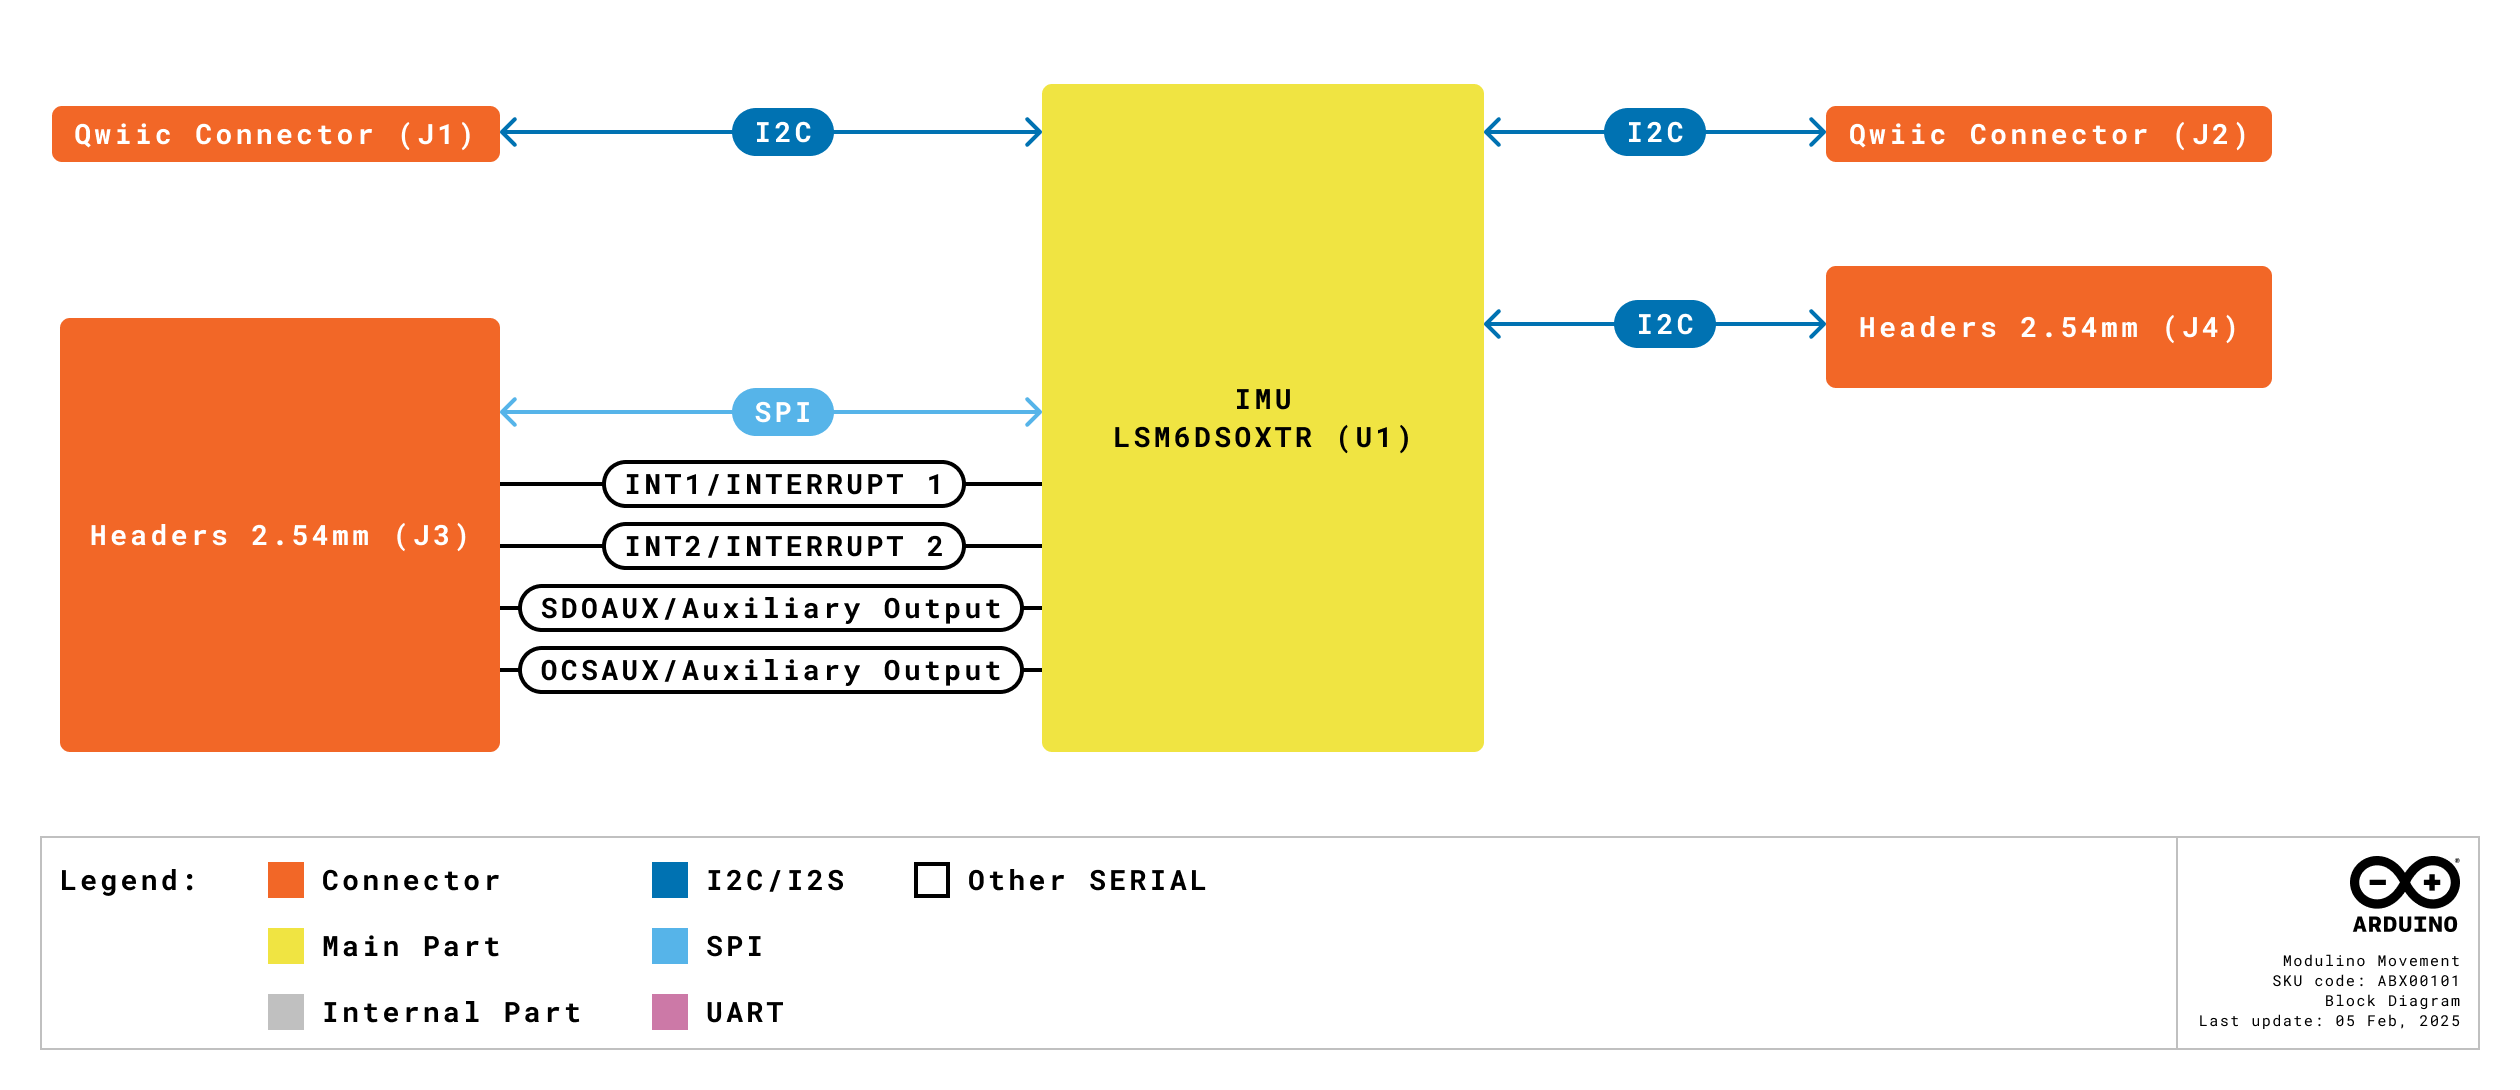 Qwiic Connector (J1)
I2C
I2C
Qwiic Connector (J2)
I2C
Headers 2.54mm (J4)
IMU
LSM6DSOXTR (U1)
SPI
INT1/INTERRUPT 1
Headers 2.54mm (J3)
INT2/INTERRUPT 2
SDOAUX/Auxiliary Output
OCSAUX/Auxiliary Output
Legend:
Connector
Main Part
Internal Part
I2C/I2S
SPI
UART
Other SERIAL
ARDUINO
Modulino Movement
SKU code: ABX00101
Block Diagram
Last update: 05 Feb, 2025